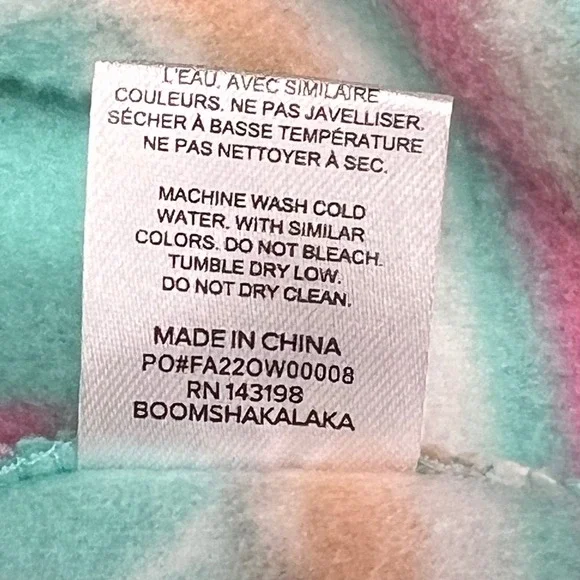 L'EAU. AVEC SIMILAIRE
COULEURS. NE PAS JAVELLISER.
SÉCHER À BASSE TEMPÉRATURE
NE PAS NETTOYER À SEC.
MACHINE WASH COLD
WATER. WITH SIMILAR
COLORS. DO NOT BLEACH.
TUMBLE DRY LOW.
DO NOT DRY CLEAN.
MADE IN CHINA
PO#FA22OW00008
RN 143198
BOOMSHAKALAKA